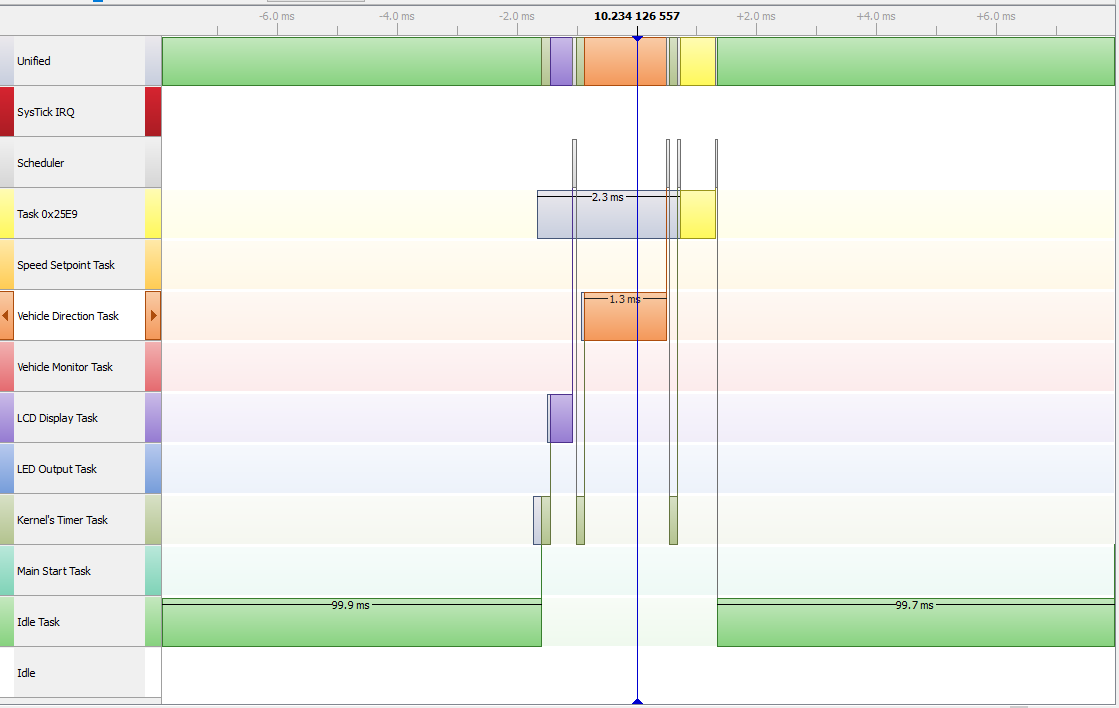 -6.0 ms -4.0 ms -2.0 ms 10.234 126 557 +2.0 ms +4.0 ms +6.0 ms
Unified
SysTick IRQ
Scheduler
Task 0x25E9 2.3 ms
Speed Setpoint Task
Vehicle Direction Task 1.3 ms
Vehicle Monitor Task
LCD Display Task
LED Output Task
Kernel's Timer Task
Main Start Task
Idle Task 99.9 ms 99.7 ms
Idle